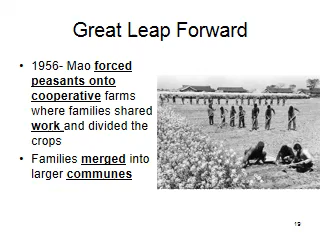 Great Leap Forward
• 1956- Mao forced
peasants onto
cooperative farms
where families shared
work and divided the
crops
• Families merged into
larger communes
19